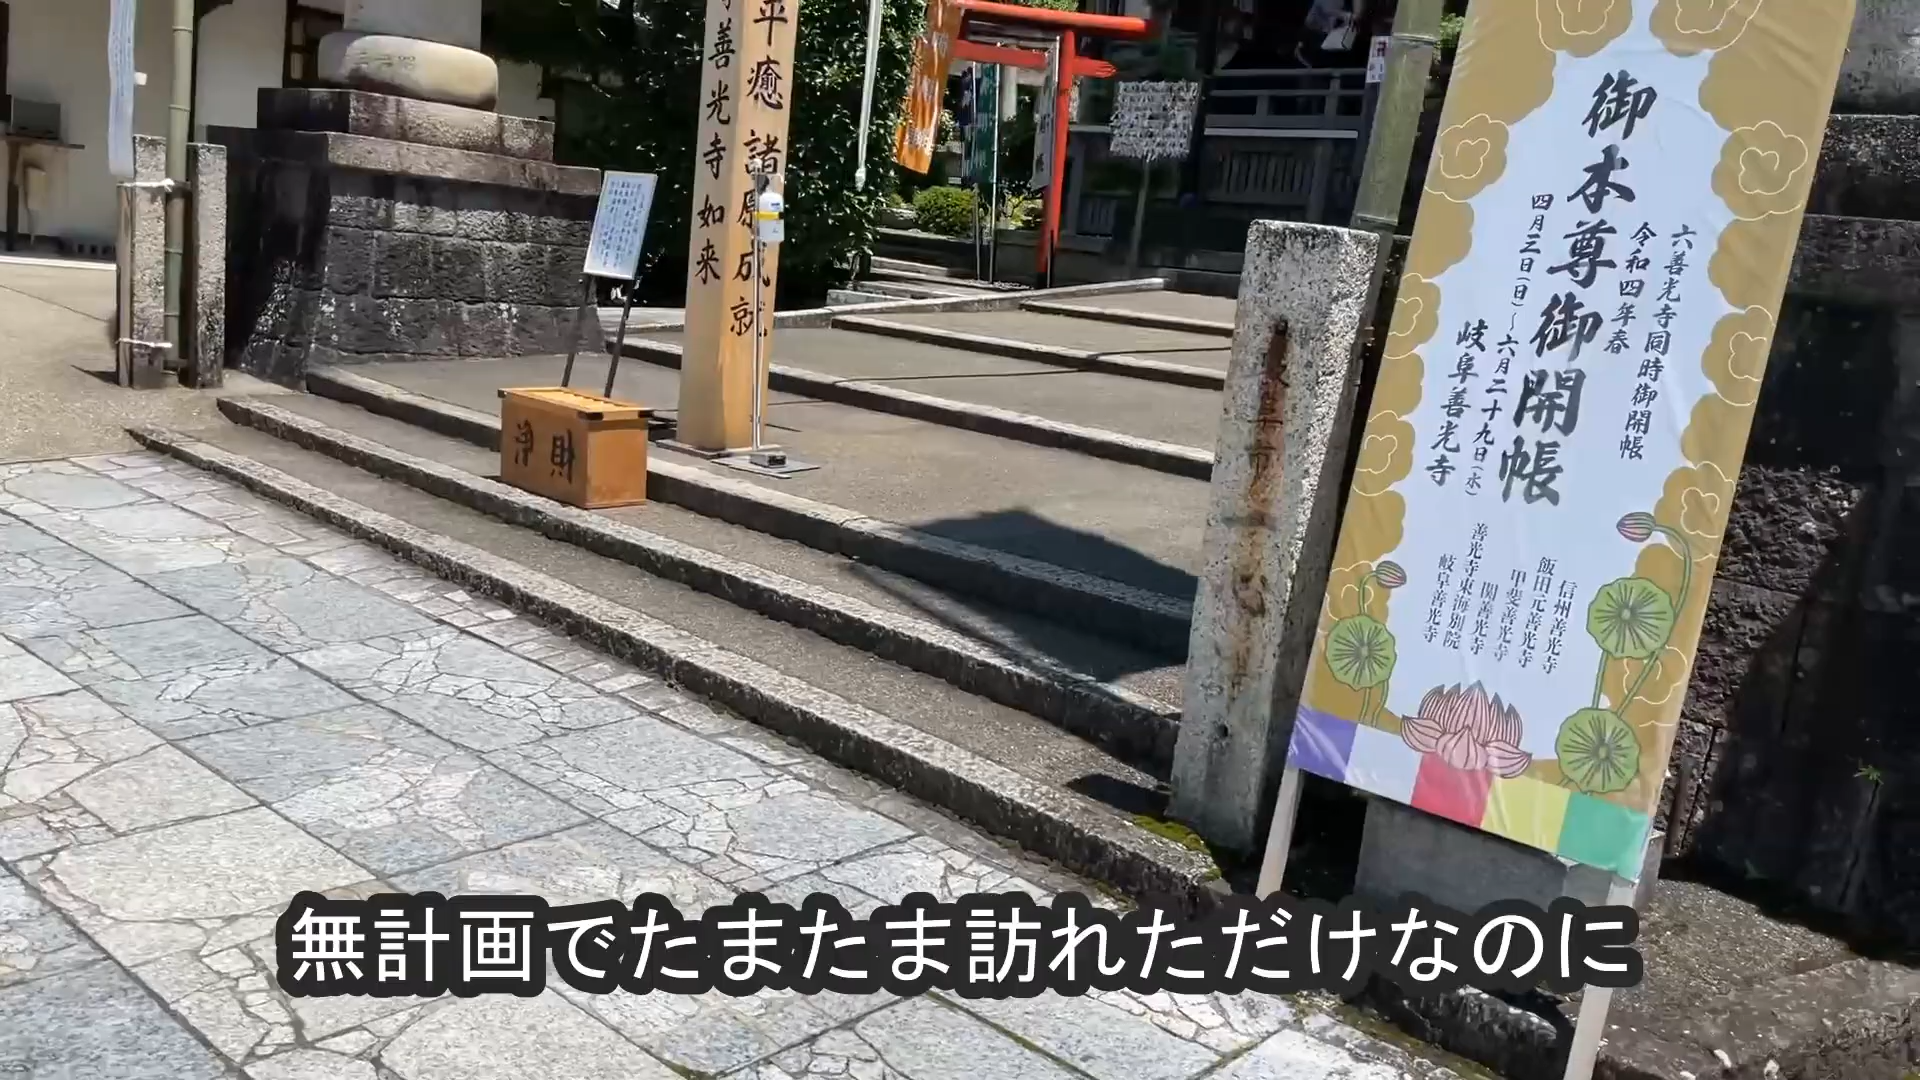 六善光寺同時御開帳
令和四年春
御本尊御開帳
四月三日(日)~六月二十九日(水)
岐阜善光寺
信州善光寺
飯田元善光寺
甲斐善光寺
関善光寺
善光寺東海別院
岐阜善光寺
平癒 諸願成就
善光寺如来
浄財
無計画でたまたま訪れただけなのに